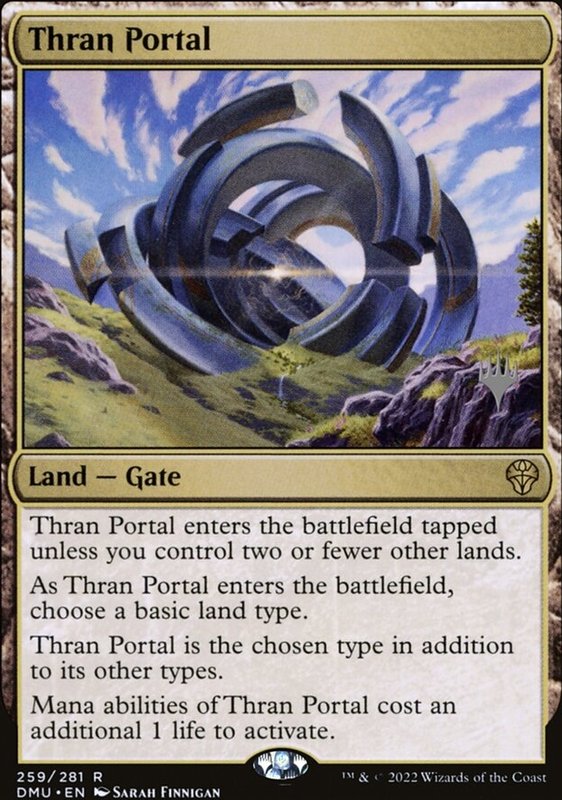 Thran Portal
Land — Gate
Thran Portal enters the battlefield tapped
unless you control two or fewer other lands.
As Thran Portal enters the battlefield,
choose a basic land type.
Thran Portal is the chosen type in addition
to its other types.
Mana abilities of Thran Portal cost an
additional 1 life to activate.
259/281 R
DMU • EN Sarah Finnigan
™ & © 2022 Wizards of the Coast